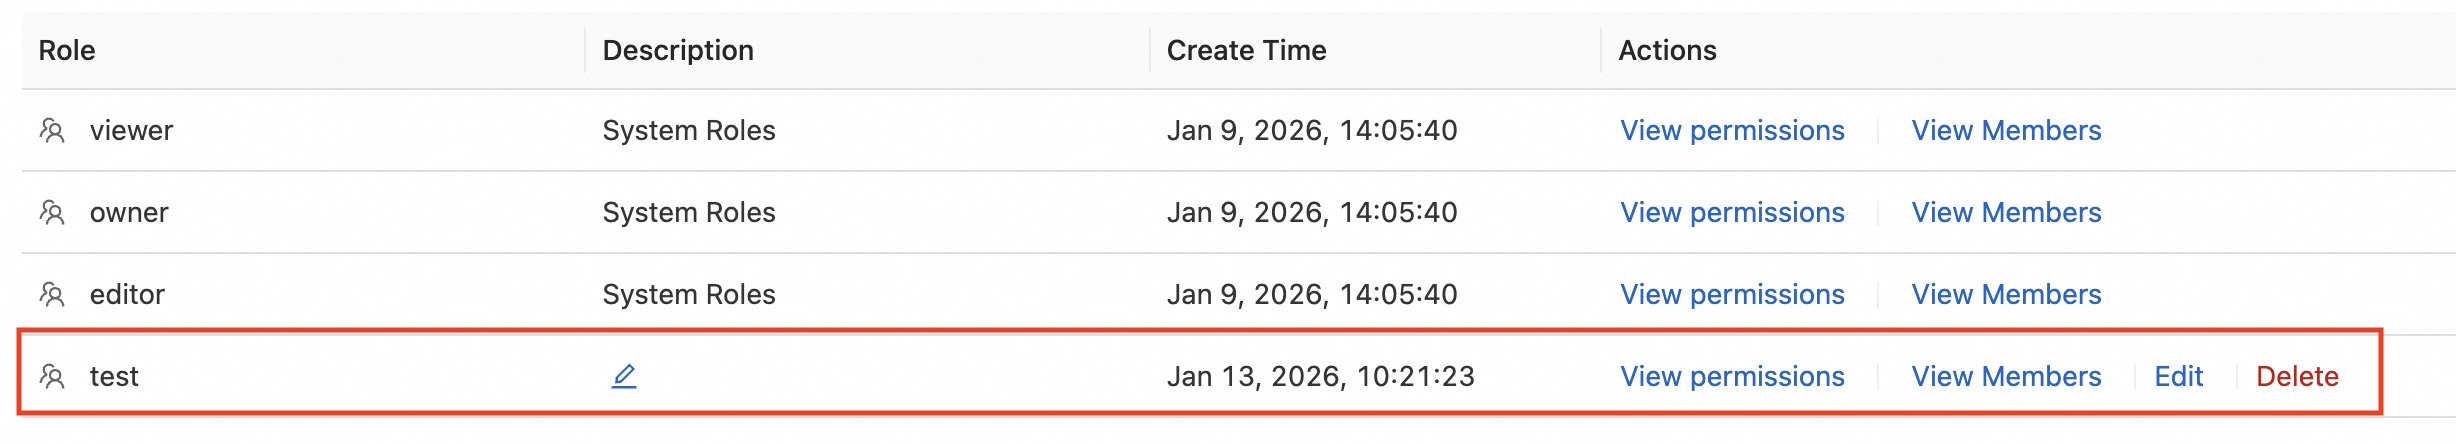 Role Description Create Time Actions
viewer System Roles Jan 9, 2026, 14:05:40 View permissions View Members
owner System Roles Jan 9, 2026, 14:05:40 View permissions View Members
editor System Roles Jan 9, 2026, 14:05:40 View permissions View Members
test Jan 13, 2026, 10:21:23 View permissions View Members Edit Delete